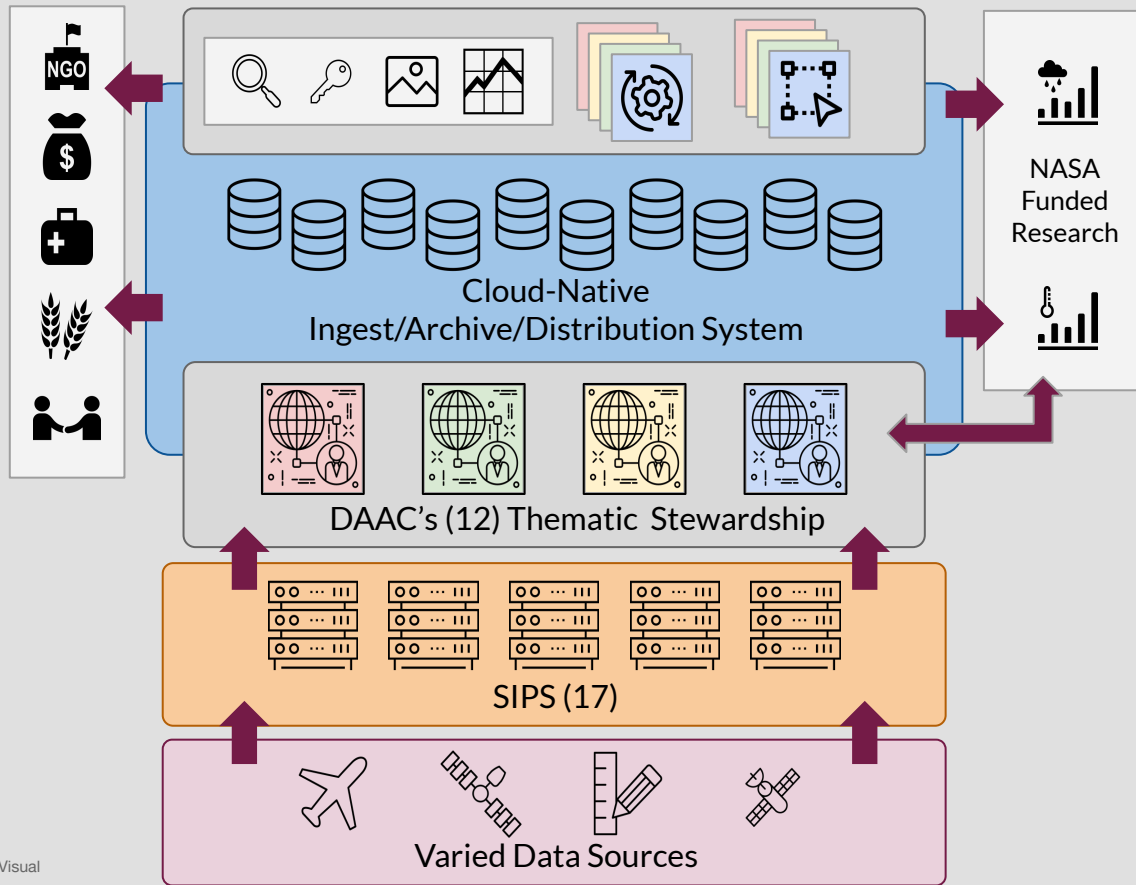 NGO
$
NASA
Funded
Research
Cloud-Native
Ingest/Archive/Distribution System
DAAC's (12) Thematic Stewardship
SIPS (17)
Varied Data Sources
Visual